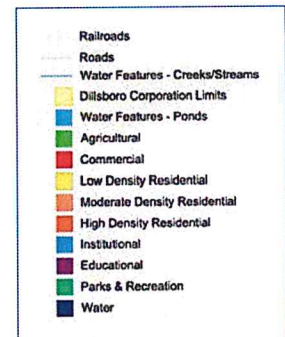 Railroads
Roads
Water Features - Creeks/Streams
Dillsboro Corporation Limits
Water Features - Ponds
Agricultural
Commercial
Low Density Residential
Moderate Density Residential
High Density Residential
Institutional
Educational
Parks & Recreation
Water